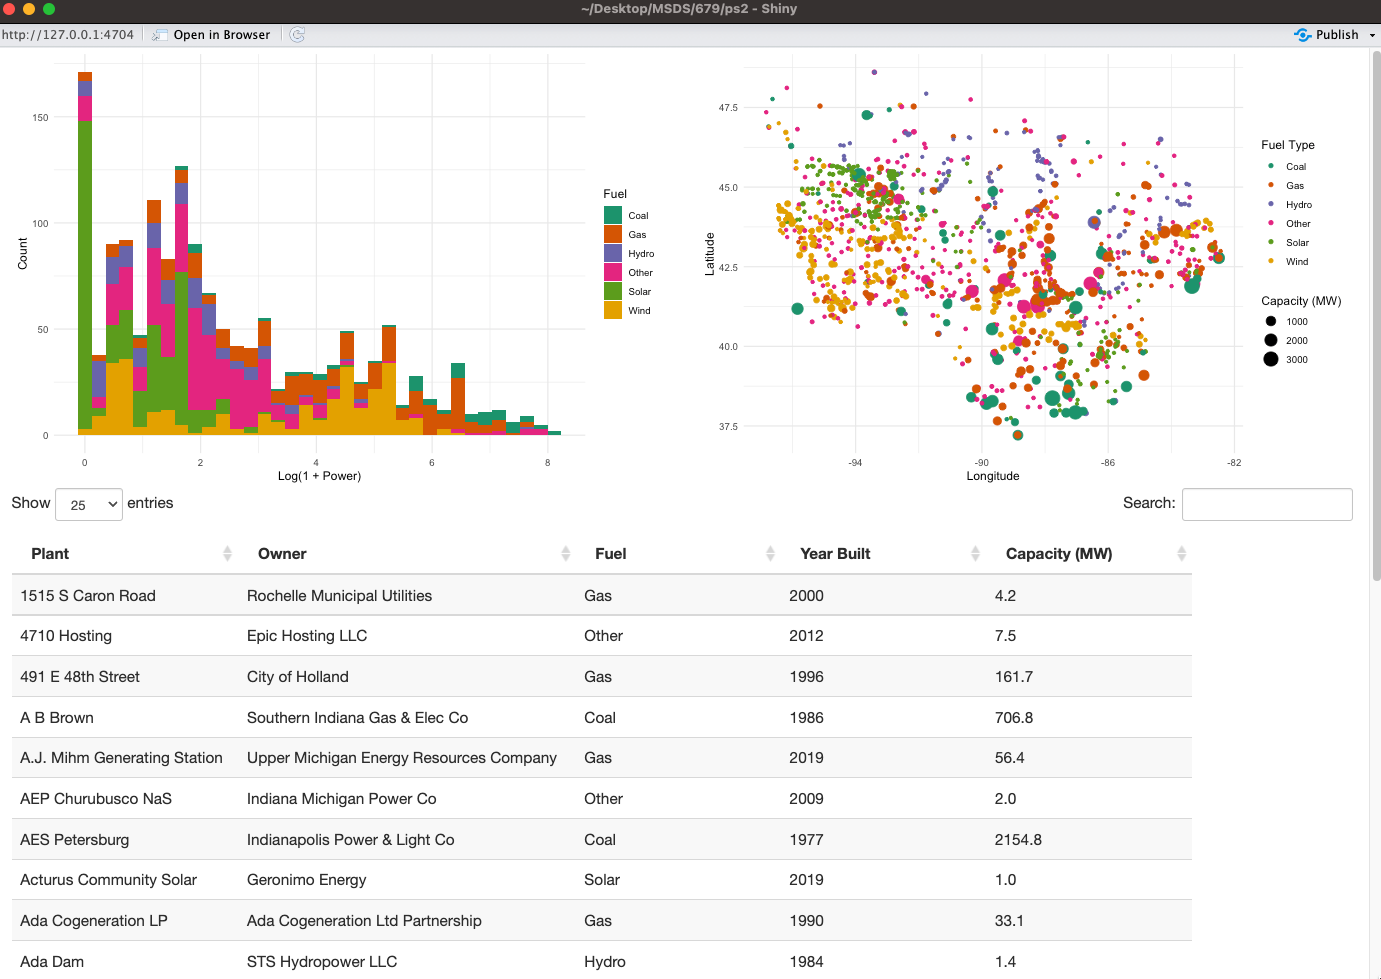 ~/Desktop/MSDS/679/ps2 - Shiny
http://127.0.0.1:4704 Open in Browser Publish
150
100
50
0
Count
0 2 4 6 8
Log(1 + Power)
Fuel
Coal
Gas
Hydro
Other
Solar
Wind
47.5
45.0
42.5
40.0
37.5
Latitude
-94 -90 -86 -82
Longitude
Fuel Type
Coal
Gas
Hydro
Other
Solar
Wind
Capacity (MW)
1000
2000
3000
Show 25 entries Search:
Plant Owner Fuel Year Built Capacity (MW)
1515 S Caron Road Rochelle Municipal Utilities Gas 2000 4.2
4710 Hosting Epic Hosting LLC Other 2012 7.5
491 E 48th Street City of Holland Gas 1996 161.7
A B Brown Southern Indiana Gas & Elec Co Coal 1986 706.8
A.J. Mihm Generating Station Upper Michigan Energy Resources Company Gas 2019 56.4
AEP Churubusco NaS Indiana Michigan Power Co Other 2009 2.0
AES Petersburg Indianapolis Power & Light Co Coal 1977 2154.8
Acturus Community Solar Geronimo Energy Solar 2019 1.0
Ada Cogeneration LP Ada Cogeneration Ltd Partnership Gas 1990 33.1
Ada Dam STS Hydropower LLC Hydro 1984 1.4